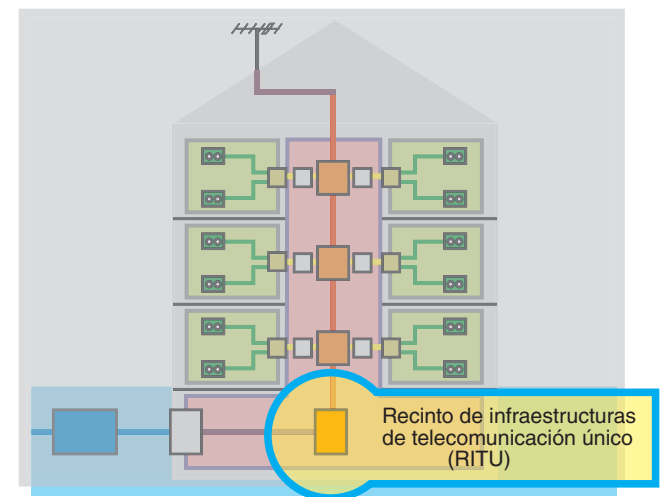 Recinto de infraestructuras
de telecomunicación único
(RITU)